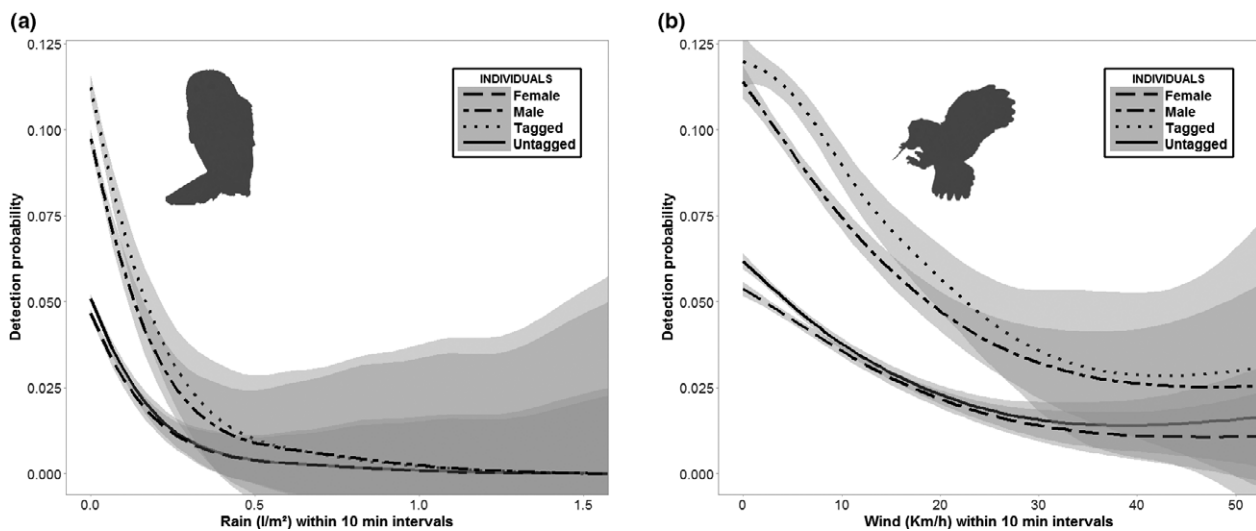 (a)
0.125
0.100
0.075
0.050
0.025
0.000
Detection probability
INDIVIDUALS
Female
Male
Tagged
Untagged
0.0 0.5 1.0 1.5
Rain (l/m²) within 10 min intervals
(b)
0.125
0.100
0.075
0.050
0.025
0.000
Detection probability
INDIVIDUALS
Female
Male
Tagged
Untagged
0 10 20 30 40 50
Wind (Km/h) within 10 min intervals